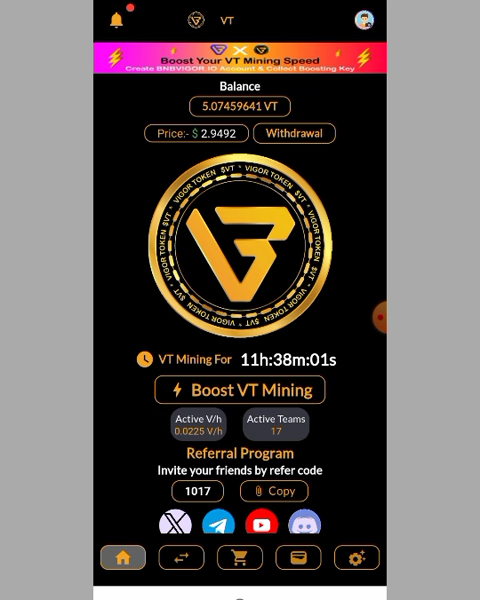 VT
Boost Your VT Mining Speed
Create BNBVIGOR.IO Account & Collect Boosting Key
Balance
5.07459641 VT
Price:- $ 2.9492
Withdrawal
VIGOR TOKEN * $VT * VIGOR TOKEN * $VT * VIGOR TOKEN * $VT * VIGOR TOKEN * $VT *
VT Mining For 11h:38m:01s
Boost VT Mining
Active V/h
0.0225 V/h
Active Teams
17
Referral Program
Invite your friends by refer code
1017
Copy